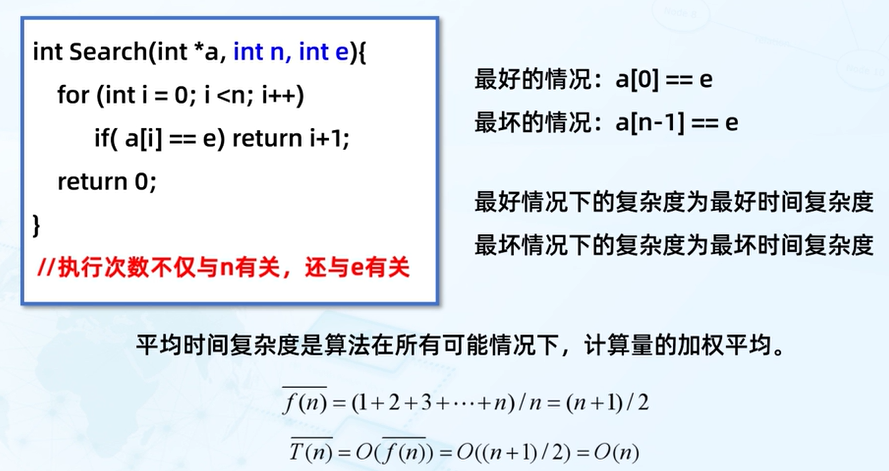 int Search(int *a, int n, int e){
for (int i = 0; i <n; i++)
if( a[i] == e) return i+1;
return 0;
}
//执行次数不仅与n有关，还与e有关
最好的情况：a[0] == e
最坏的情况：a[n-1] == e
最好情况下的复杂度为最好时间复杂度
最坏情况下的复杂度为最坏时间复杂度
平均时间复杂度是算法在所有可能情况下，计算量的加权平均。
f(n) = (1+2+3+⋯+n)/n = (n+1)/2
T(n) = O(f(n)) = O((n+1)/2) = O(n)